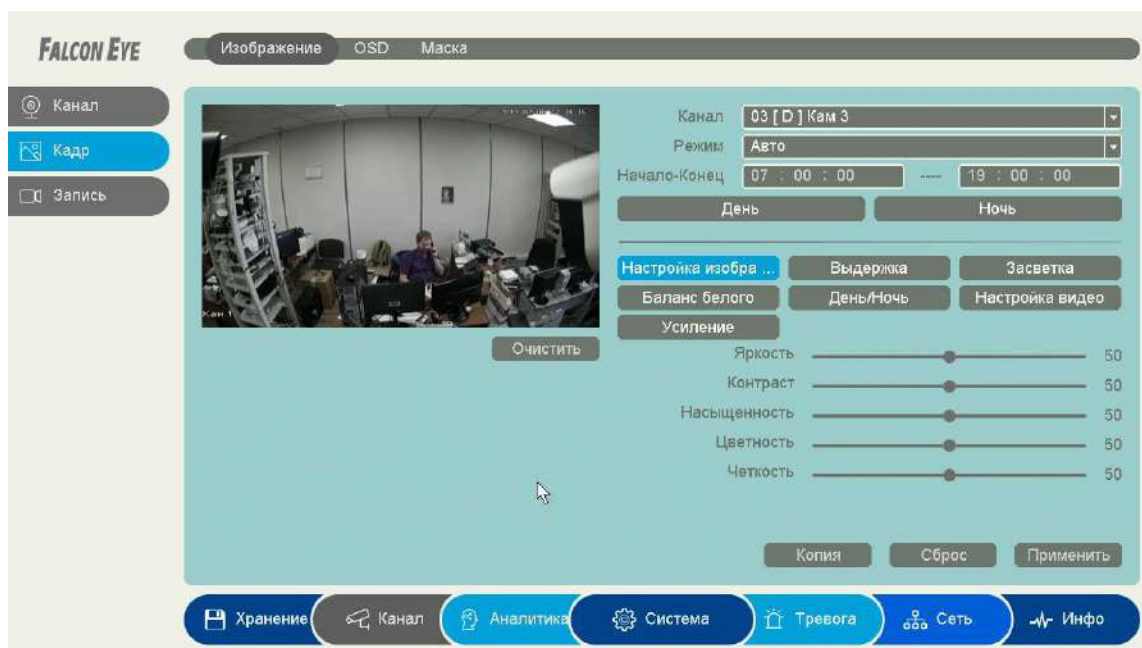 FALCON EYE
Изображение OSD Маска
Канал
Кадр
Запись
Кам 1
Очистить
Канал 03 [ D ] Кам 3
Режим Авто
Начало-Конец 07 : 00 : 00 ---- 19 : 00 : 00
День Ночь
Настройка изобра ... Выдержка Засветка
Баланс белого День/Ночь Настройка видео
Усиление
Яркость 50
Контраст 50
Насыщенность 50
Цветность 50
Четкость 50
Копия Сброс Применить
Хранение Канал Аналитика Система Тревога Сеть Инфо